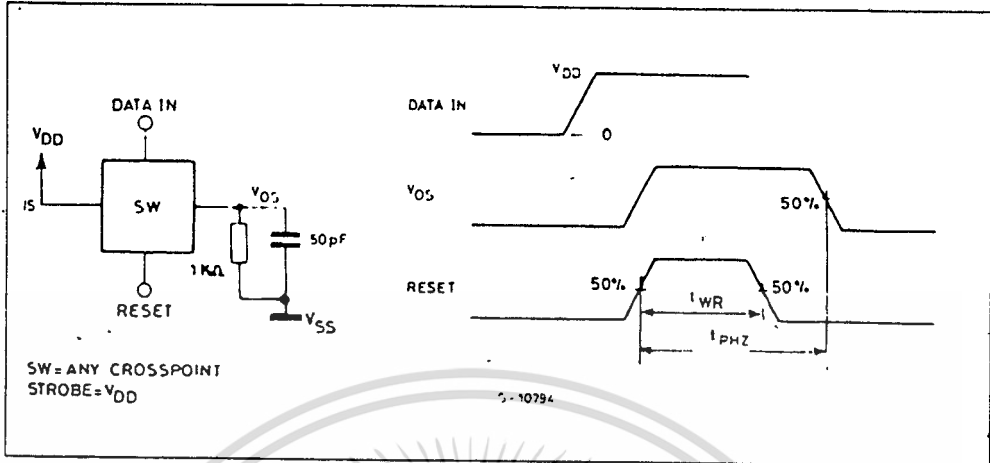 DATA IN
VDD
IS
SW
VOS
50pF
1KΩ
RESET
VSS
SW=ANY CROSSPOINT
STROBE=VDD
VDD
DATA IN
0
VOS
50%
RESET
50%
50%
tWR
tPHZ
S-10794